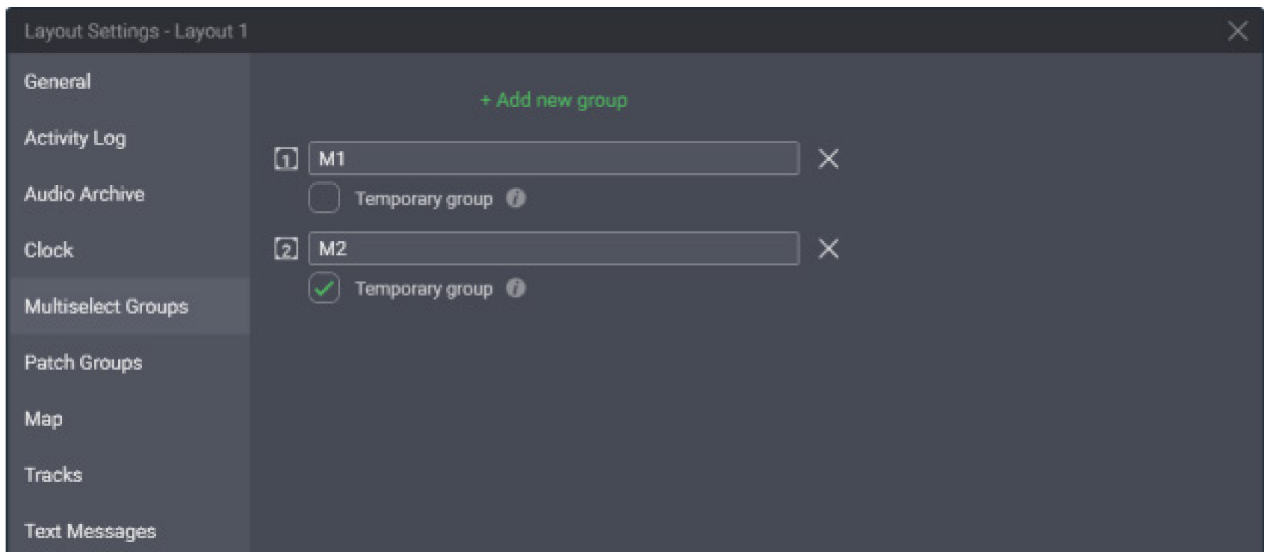 Layout Settings - Layout 1
General
Activity Log
Audio Archive
Clock
Multiselect Groups
Patch Groups
Map
Tracks
Text Messages
+ Add new group
1 M1
Temporary group
2 M2
Temporary group